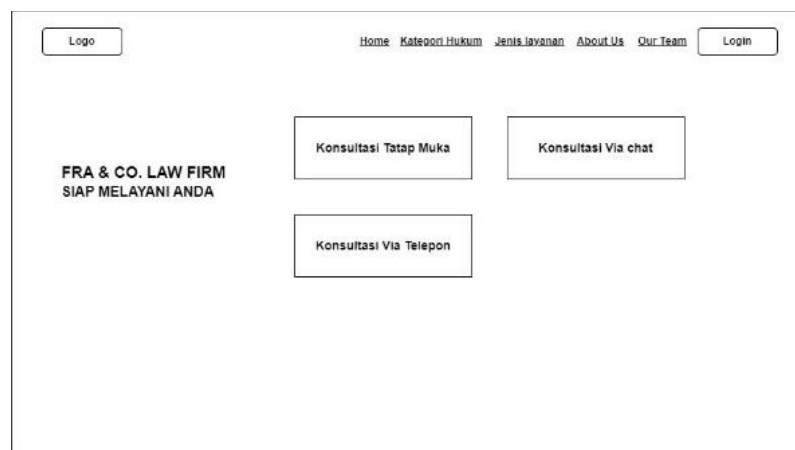 Logo
Home Kategori Hukum Jenis layanan About Us Our Team Login
Konsultasi Tatap Muka Konsultasi Via chat
FRA & CO. LAW FIRM
SIAP MELAYANI ANDA
Konsultasi Via Telepon